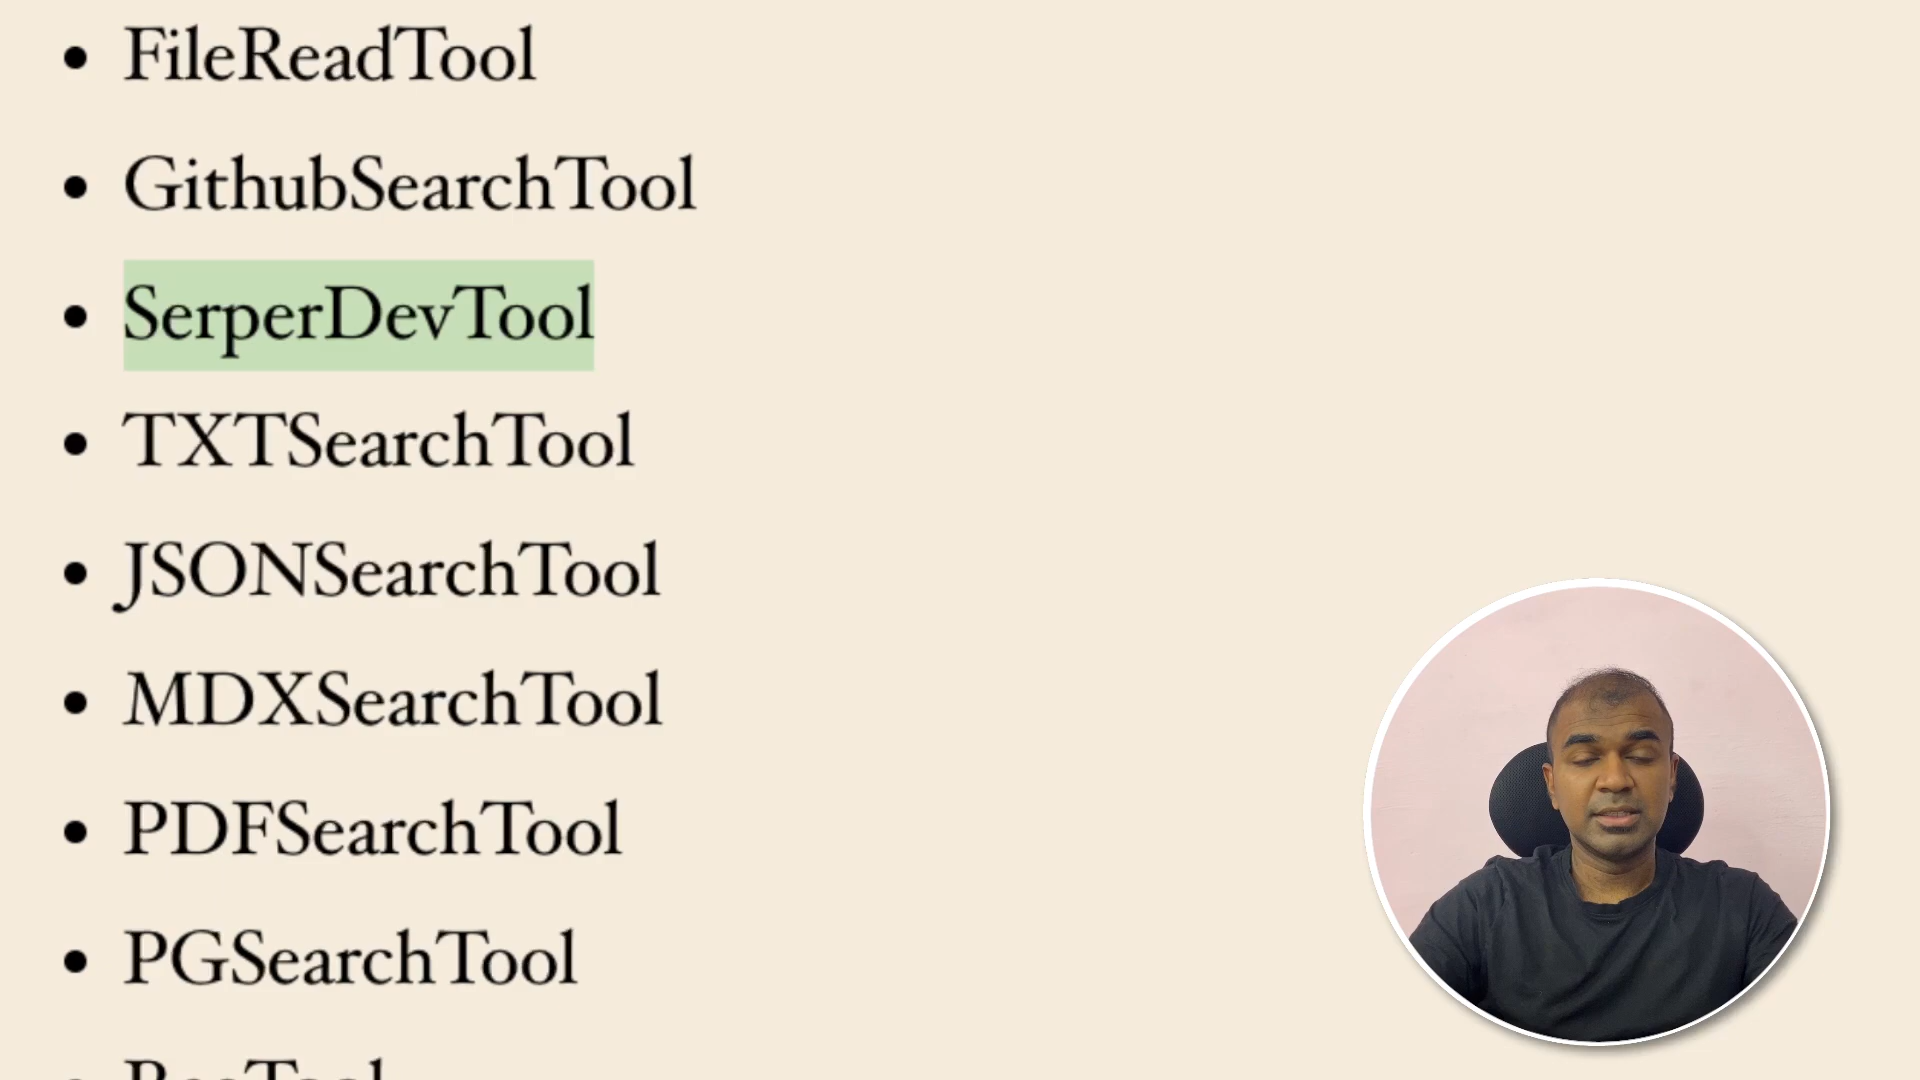 • FileReadTool
• GithubSearchTool
• SerperDevTool
• TXTSearchTool
• JSONSearchTool
• MDXSearchTool
• PDFSearchTool
• PGSearchTool